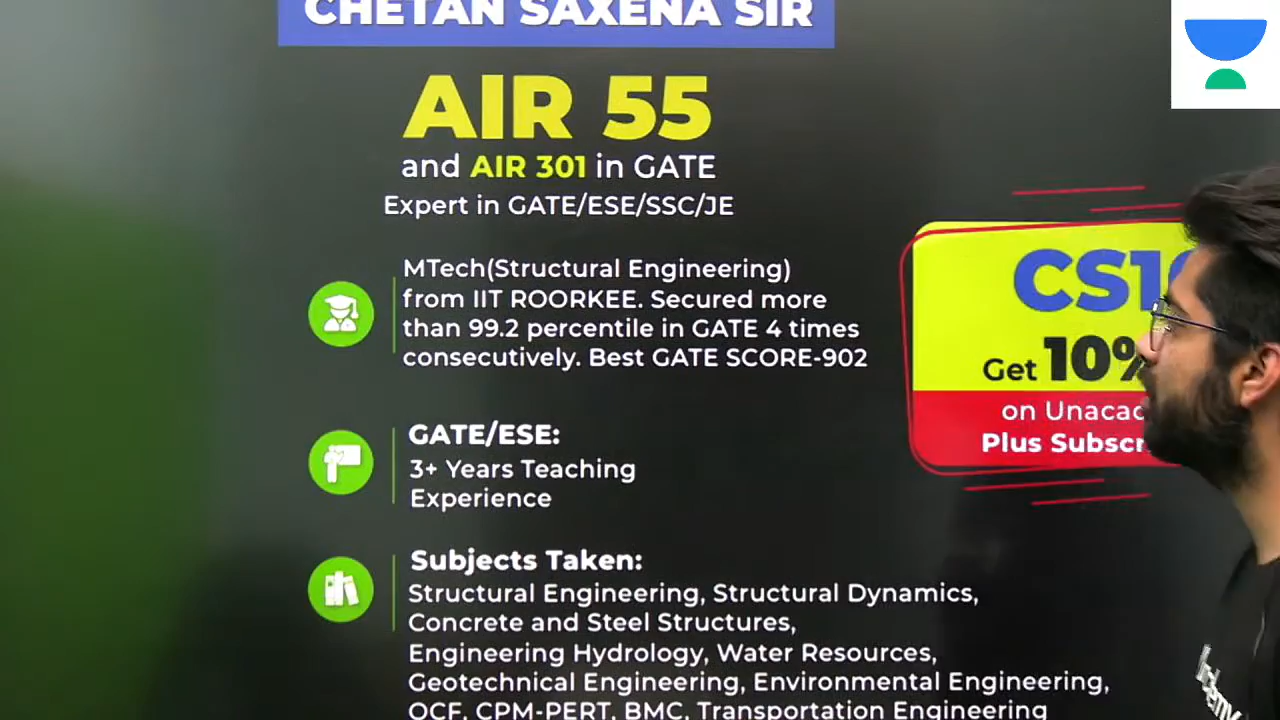 CHETAN SAXENA SIR
AIR 55
and AIR 301 in GATE
Expert in GATE/ESE/SSC/JE
MTech(Structural Engineering)
from IIT ROORKEE. Secured more
than 99.2 percentile in GATE 4 times
consecutively. Best GATE SCORE-902
GATE/ESE:
3+ Years Teaching
Experience
Subjects Taken:
Structural Engineering, Structural Dynamics,
Concrete and Steel Structures,
Engineering Hydrology, Water Resources,
Geotechnical Engineering, Environmental Engineering,
OCF, CPM-PERT, BMC, Transportation Engineering
Get 10%
on
Plus